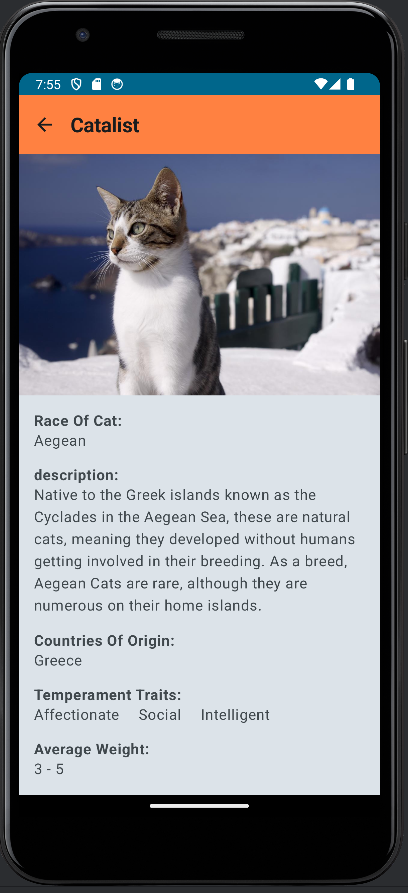 7:55
Catalist
Race Of Cat:
Aegean
description:
Native to the Greek islands known as the
Cyclades in the Aegean Sea, these are natural
cats, meaning they developed without humans
getting involved in their breeding. As a breed,
Aegean Cats are rare, although they are
numerous on their home islands.
Countries Of Origin:
Greece
Temperament Traits:
Affectionate Social Intelligent
Average Weight:
3 - 5